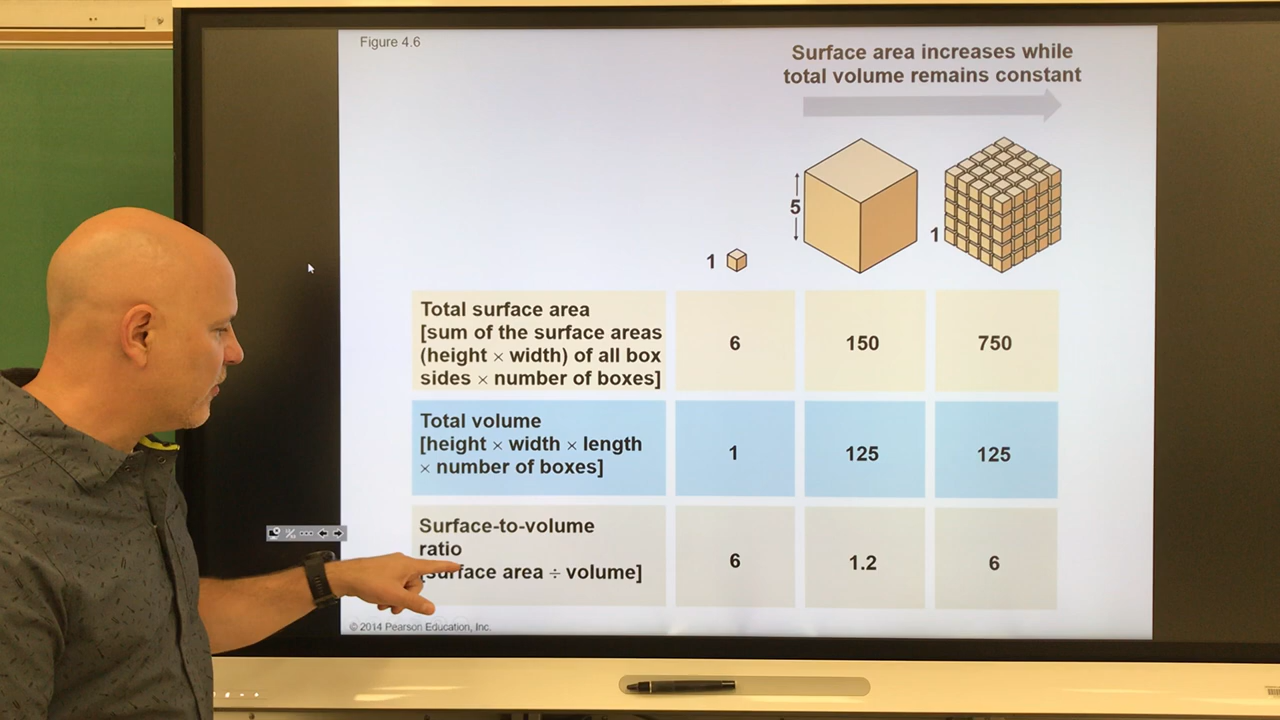 Figure 4.6
Surface area increases while
total volume remains constant
5
1
1
Total surface area
[sum of the surface areas
(height × width) of all box
sides × number of boxes]
6
150
750
Total volume
[height × width × length
× number of boxes]
1
125
125
Surface-to-volume
ratio
[surface area ÷ volume]
6
1.2
6
© 2014 Pearson Education, Inc.